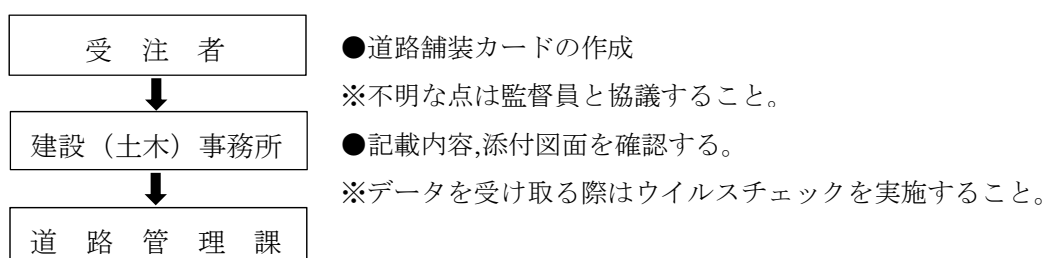 受 注 者
●道路舗装カードの作成
※不明な点は監督員と協議すること。
建設（土木）事務所
●記載内容,添付図面を確認する。
※データを受け取る際はウイルスチェックを実施すること。
道 路 管 理 課